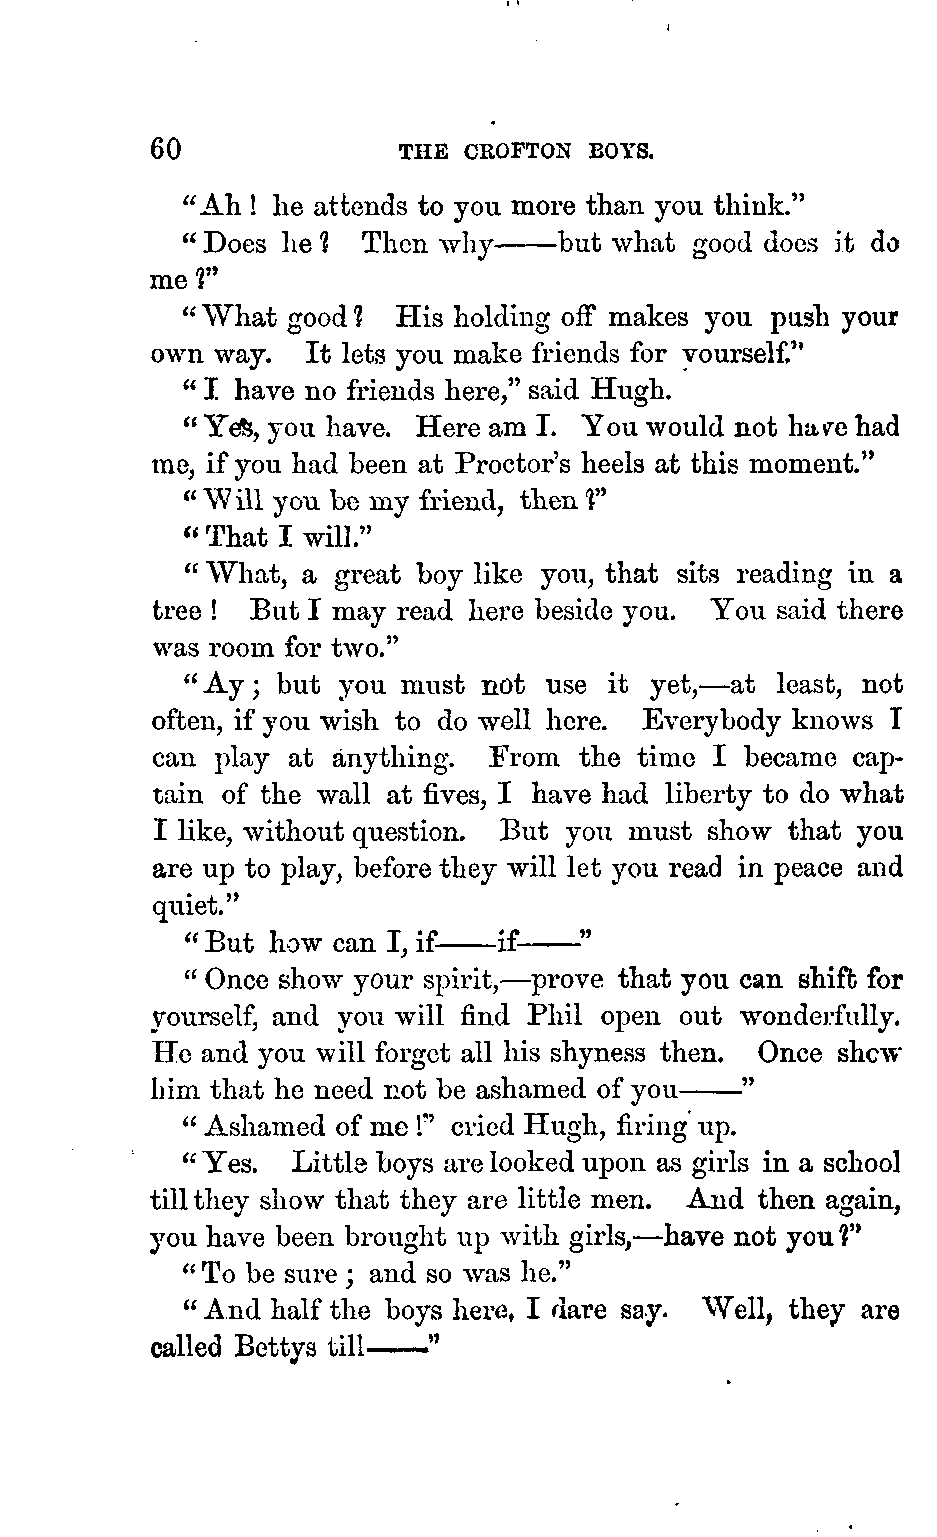 60 THE CROFTON BOYS.
"Ah! he attends to you more than you think."
"Does he? Then why——but what good does it do
me?"
"What good? His holding off makes you push your
own way. It lets you make friends for yourself."
"I have no friends here," said Hugh.
"Yes, you have. Here am I. You would not have had
me, if you had been at Proctor's heels at this moment."
"Will you be my friend, then?"
"That I will."
"What, a great boy like you, that sits reading in a
tree! But I may read here beside you. You said there
was room for two."
"Ay; but you must not use it yet,—at least, not
often, if you wish to do well here. Everybody knows I
can play at anything. From the time I became cap-
tain of the wall at fives, I have had liberty to do what
I like, without question. But you must show that you
are up to play, before they will let you read in peace and
quiet."
"But how can I, if——if——"
"Once show your spirit,—prove that you can shift for
yourself, and you will find Phil open out wonderfully.
He and you will forget all his shyness then. Once show
him that he need not be ashamed of you——"
"Ashamed of me!" cried Hugh, firing up.
"Yes. Little boys are looked upon as girls in a school
till they show that they are little men. And then again,
you have been brought up with girls,—have not you?"
"To be sure; and so was he."
"And half the boys here, I dare say. Well, they are
called Bettys till——"